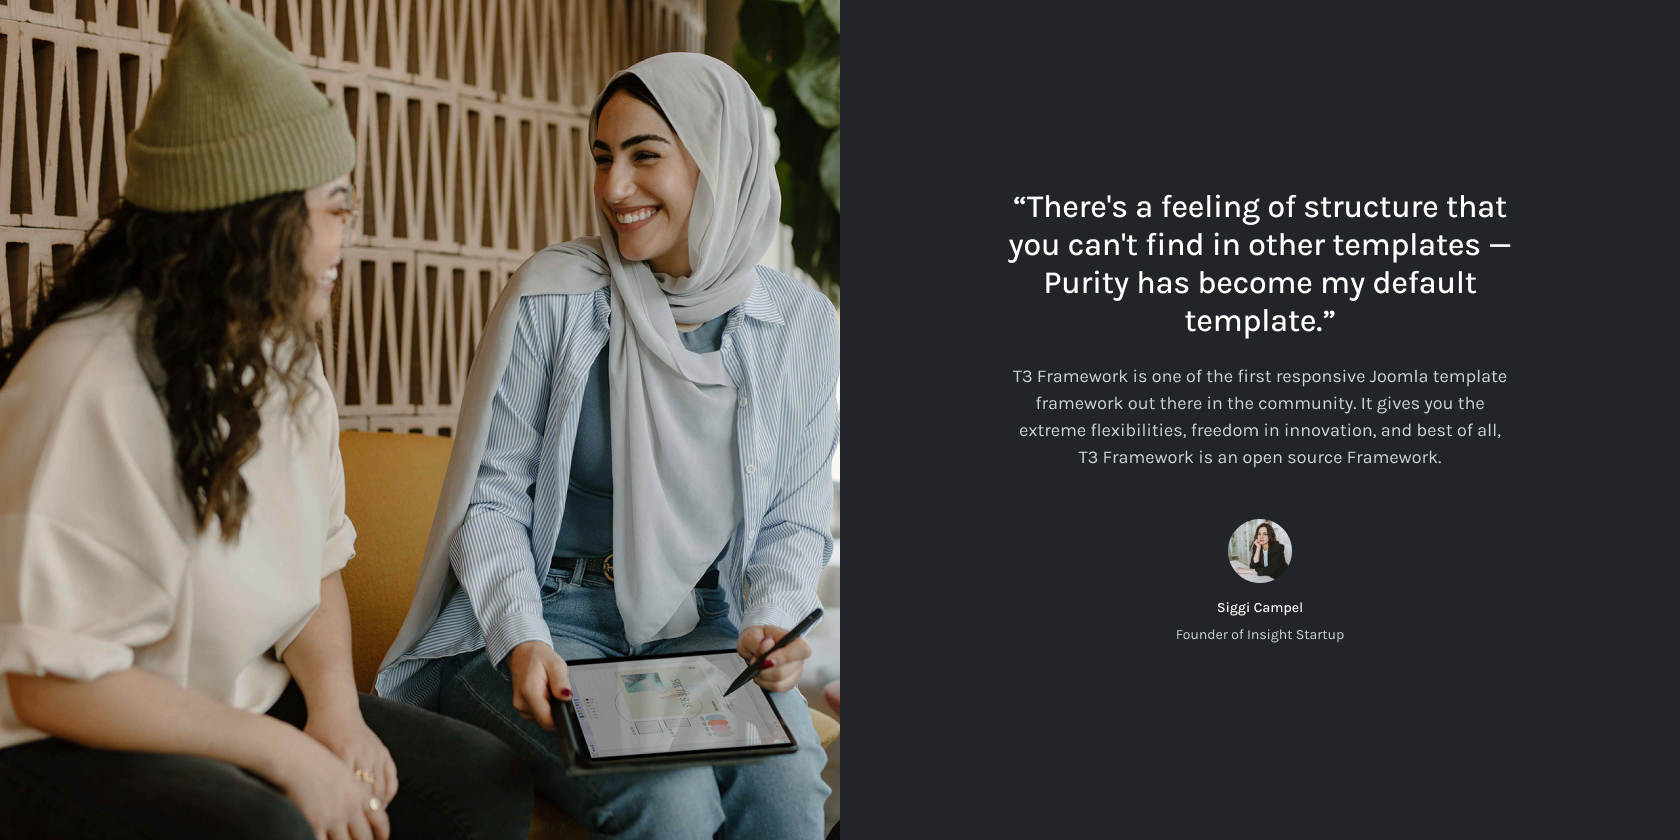 “There's a feeling of structure that
you can't find in other templates —
Purity has become my default
template.”
T3 Framework is one of the first responsive Joomla template
framework out there in the community. It gives you the
extreme flexibilities, freedom in innovation, and best of all,
T3 Framework is an open source Framework.
Siggi Campel
Founder of Insight Startup